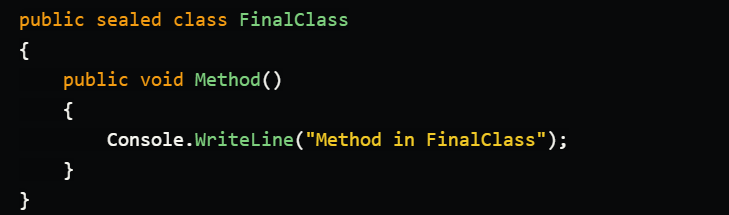 public sealed class FinalClass
{
    public void Method()
    {
        Console.WriteLine("Method in FinalClass");
    }
}